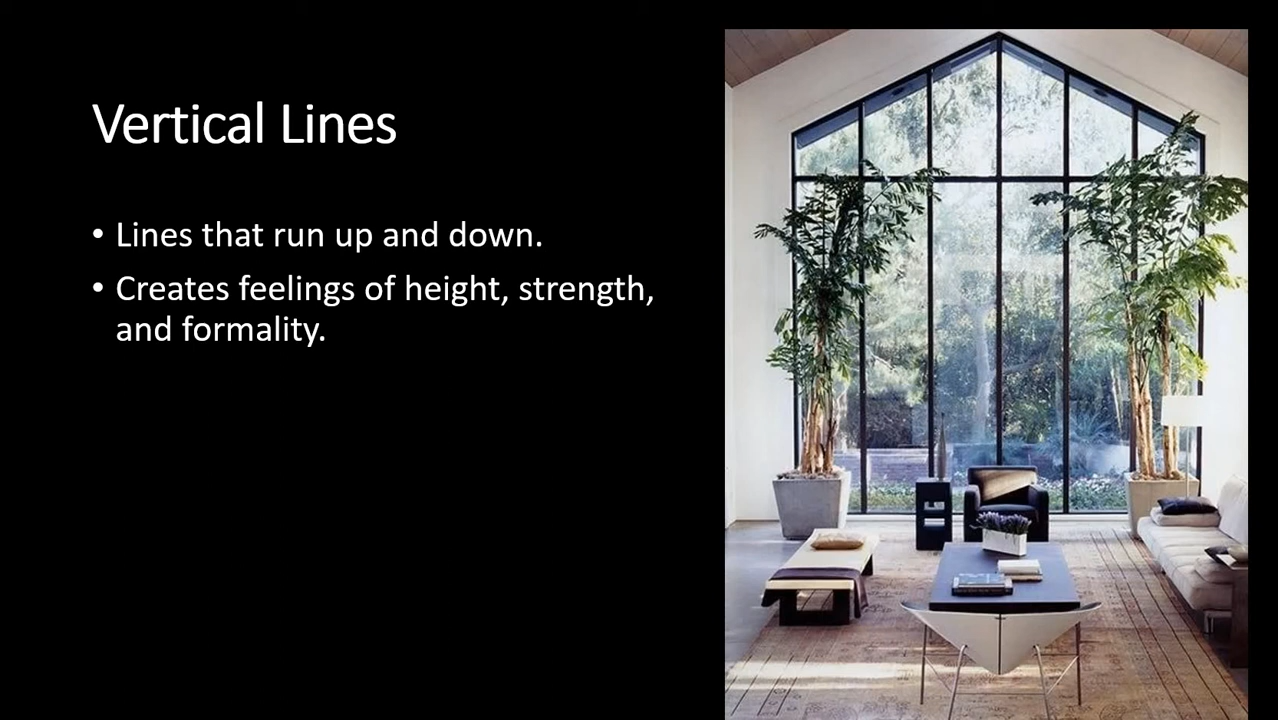 Vertical Lines
• Lines that run up and down.
• Creates feelings of height, strength,
and formality.